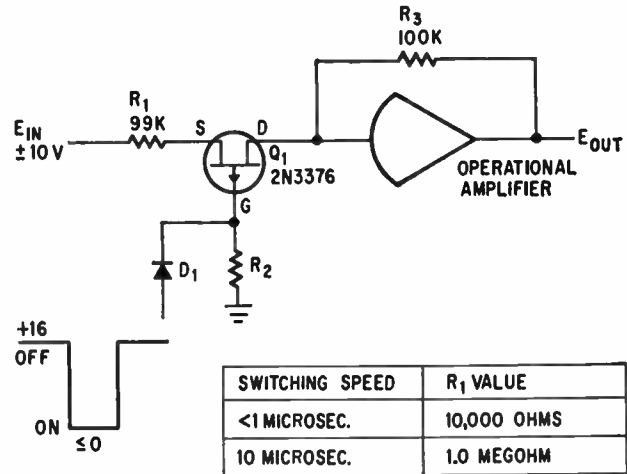 R3
100K
R1
99K
EIN
±10 V
S
D
Q1
2N3376
G
EOUT
OPERATIONAL
AMPLIFIER
D1
R2
+16
OFF
ON
≤0
SWITCHING SPEED R1 VALUE
<1 MICROSEC. 10,000 OHMS
10 MICROSEC. 1.0 MEGOHM